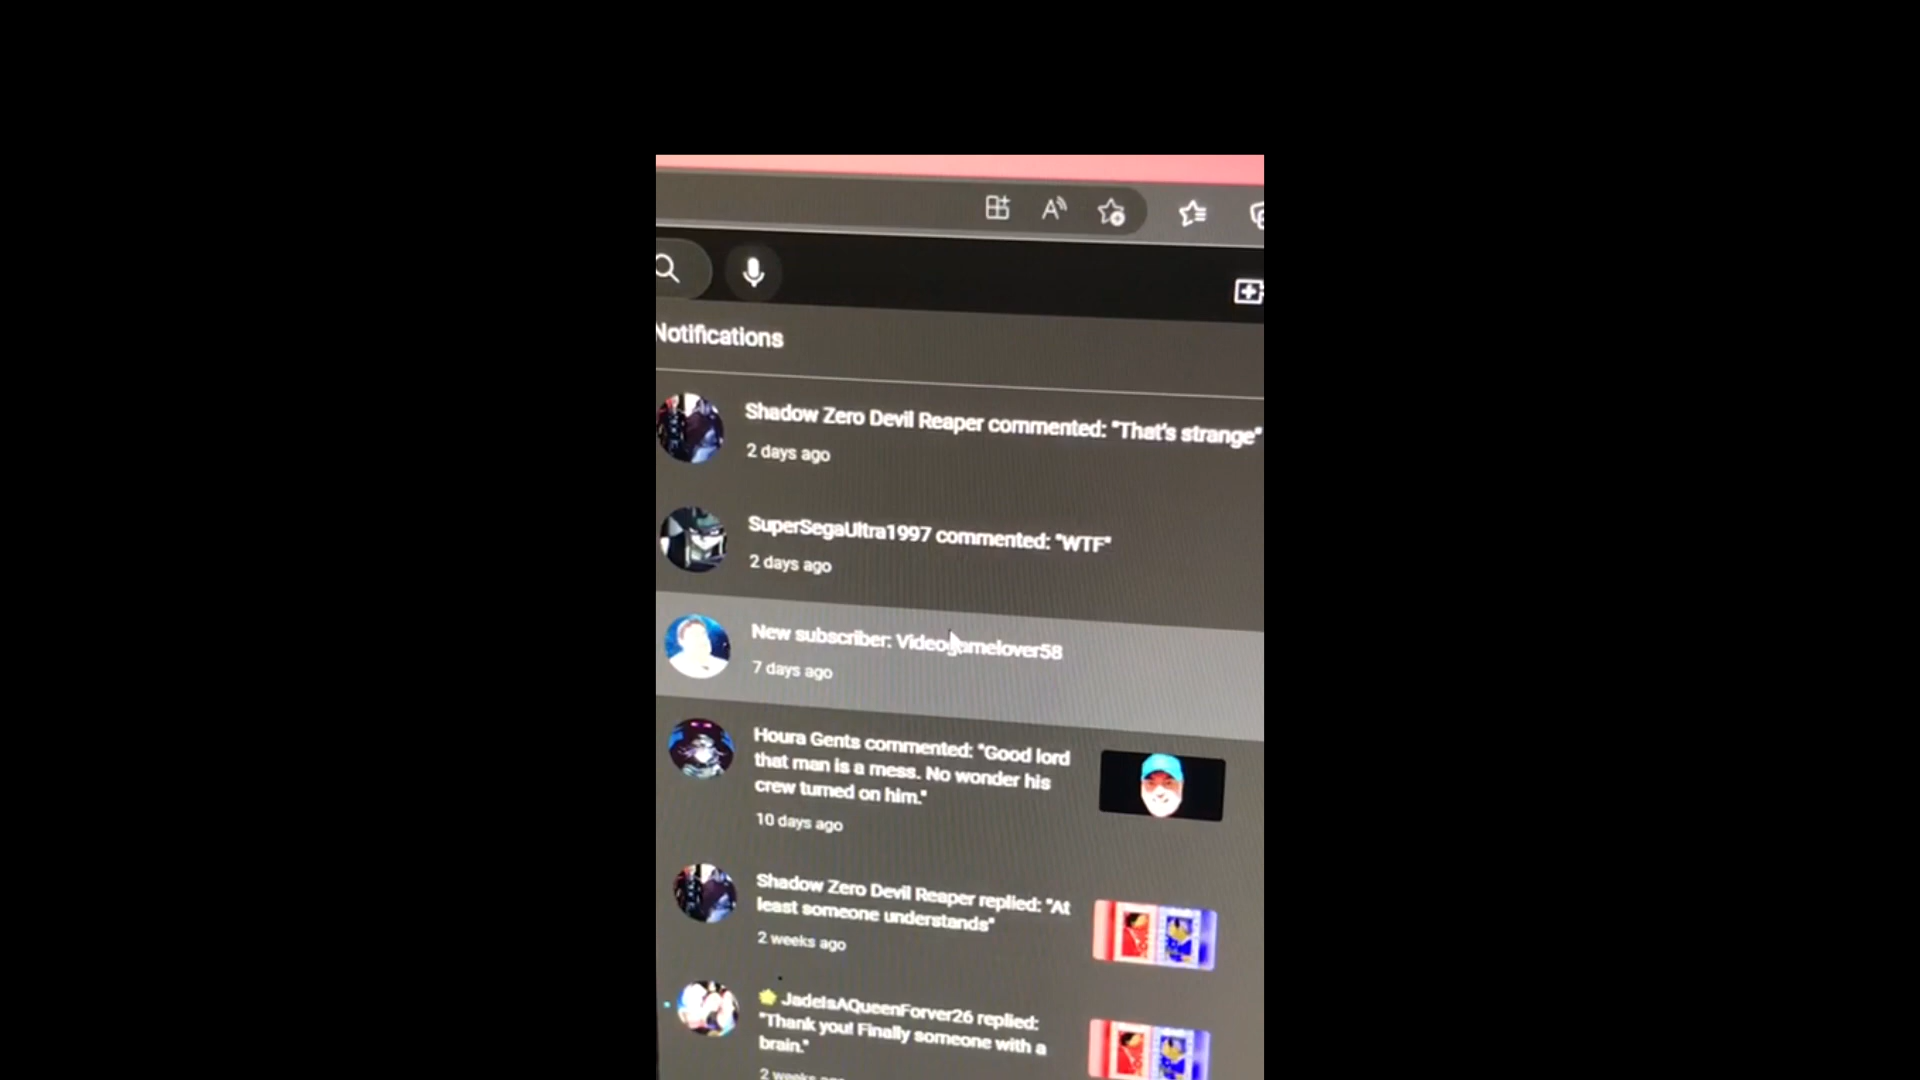 Notifications
Shadow Zero Devil Reaper commented: "That's strange"
2 days ago
SuperSegaUltra1997 commented: "WTF"
2 days ago
New subscriber: Videogamelover58
7 days ago
Houra Gents commented: "Good lord
that man is a mess. No wonder his
crew turned on him."
10 days ago
Shadow Zero Devil Reaper replied: "At
least someone understands"
2 weeks ago
JadeIsAQueenForver26 replied:
"Thank you! Finally someone with a
brain."
2 weeks ago